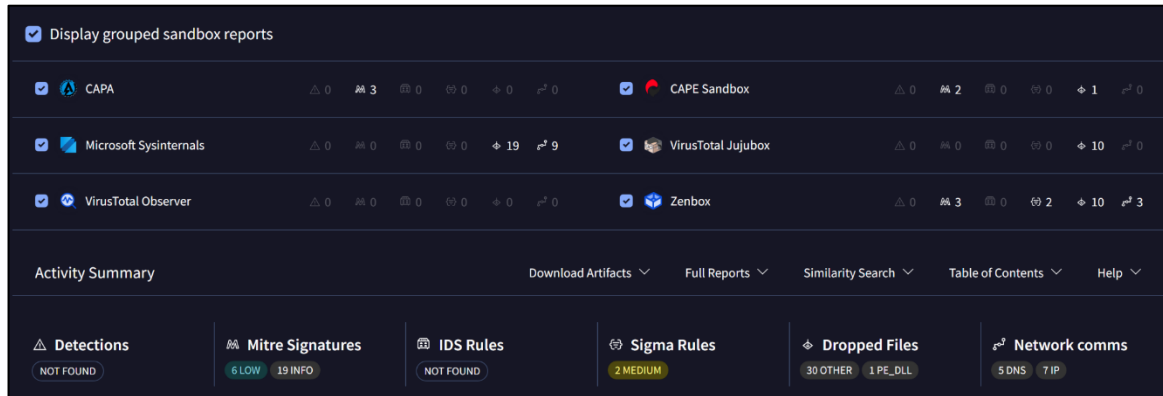 Display grouped sandbox reports
CAPA 0 3 0 0 0 0
CAPE Sandbox 0 2 0 0 1 0
Microsoft Sysinternals 0 0 0 0 19 9
VirusTotal Jujubox 0 0 0 0 10 0
VirusTotal Observer 0 0 0 0 0 0
Zenbox 0 3 0 2 10 3
Activity Summary
Download Artifacts Full Reports Similarity Search Table of Contents Help
Detections
NOT FOUND
Mitre Signatures
6 LOW 19 INFO
IDS Rules
NOT FOUND
Sigma Rules
2 MEDIUM
Dropped Files
30 OTHER 1 PE_DLL
Network comms
5 DNS 7 IP